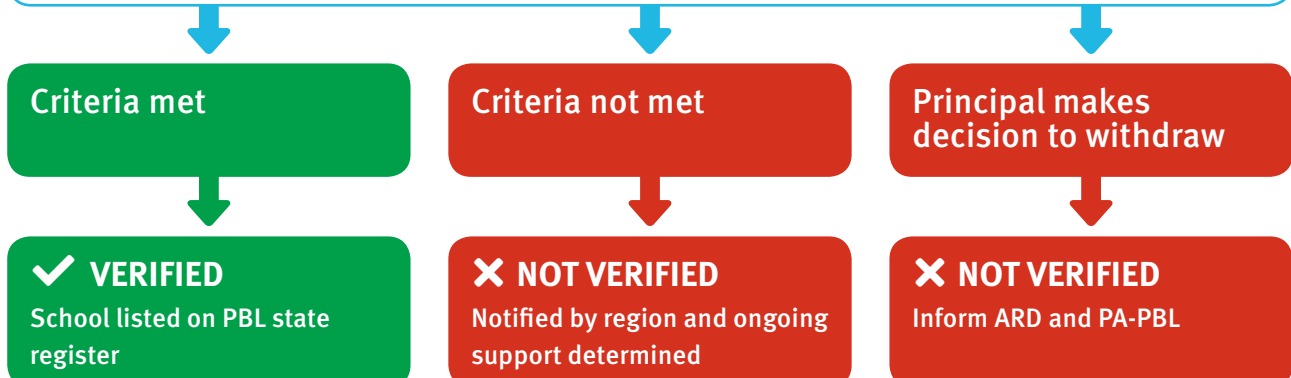 Criteria met
Criteria not met
Principal makes
decision to withdraw
VERIFIED
School listed on PBL state
register
NOT VERIFIED
Notified by region and ongoing
support determined
NOT VERIFIED
Inform ARD and PA-PBL